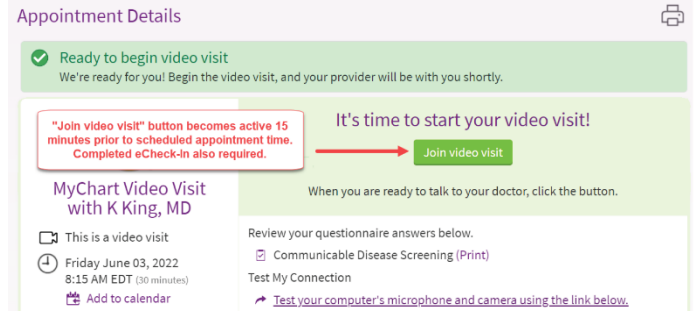 Appointment Details
Ready to begin video visit
We're ready for you! Begin the video visit, and your provider will be with you shortly.
"Join video visit" button becomes active 15
minutes prior to scheduled appointment time.
Completed eCheck-In also required.
MyChart Video Visit
with K King, MD
This is a video visit
Friday June 03, 2022
8:15 AM EDT (30 minutes)
Add to calendar
It's time to start your video visit!
Join video visit
When you are ready to talk to your doctor, click the button.
Review your questionnaire answers below.
Communicable Disease Screening (Print)
Test My Connection
Test your computer's microphone and camera using the link below.